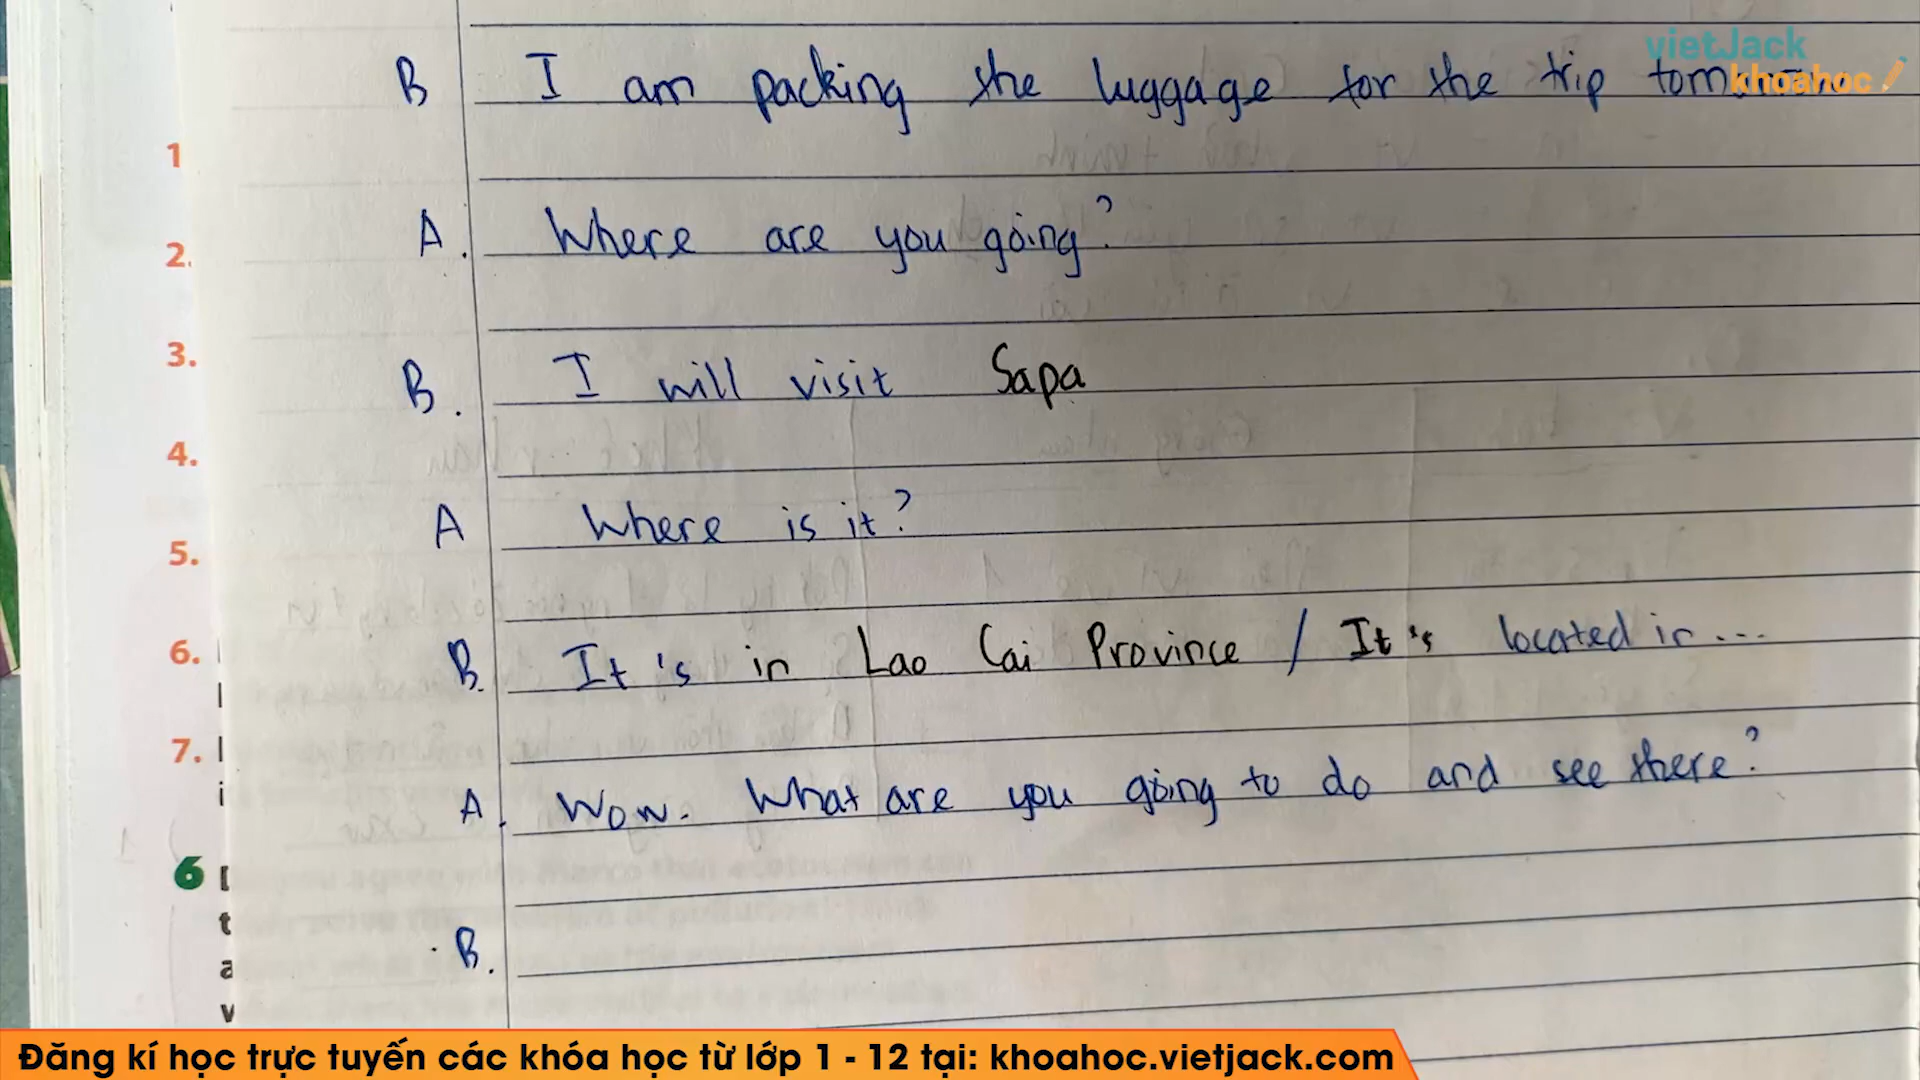 vietJack
khoahoc
B I am packing the luggage for the trip
1
A. Where are you going?
2.
3.
B. I will visit Sapa
4.
A Where is it?
5.
6.
B. It's in Lao Cai Province / It's located in ...
7. I
i
A. Wow. What are you going to do and see there?
6
t
a
B.
v
Đăng kí học trực tuyến các khóa học từ lớp 1 - 12 tại: khoahoc.vietjack.com